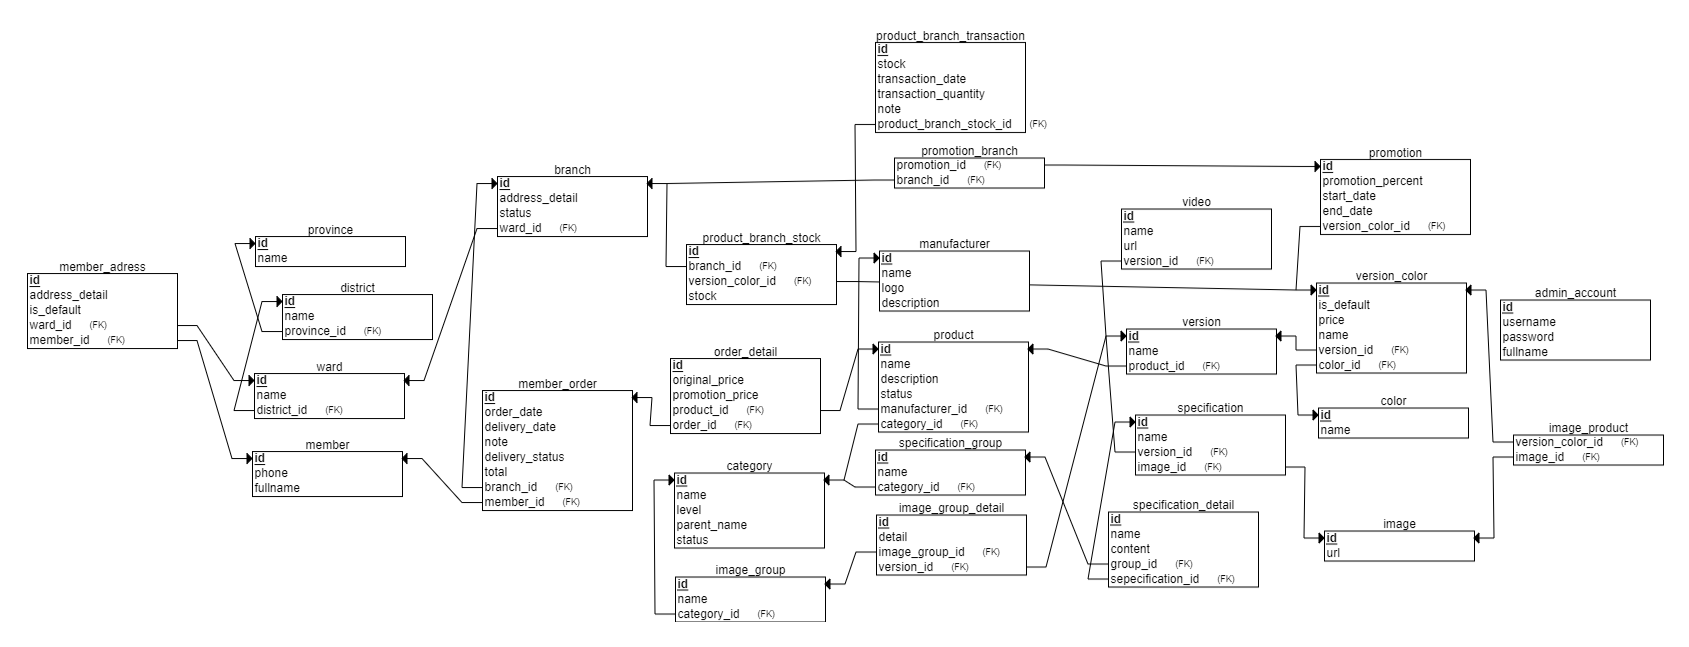 product_branch_transaction
id
stock
transaction_date
transaction_quantity
note
product_branch_stock_id (FK)
promotion_branch
promotion_id (FK)
branch_id (FK)
promotion
id
promotion_percent
start_date
end_date
version_color_id (FK)
branch
id
address_detail
status
ward_id (FK)
video
id
name
url
version_id (FK)
province
id
name
product_branch_stock
id
branch_id (FK)
version_color_id (FK)
stock
manufacturer
id
name
logo
description
member_adress
id
address_detail
is_default
ward_id (FK)
member_id (FK)
district
id
name
province_id (FK)
version_color
id
is_default
price
name
version_id (FK)
color_id (FK)
admin_account
id
username
password
fullname
version
id
name
product_id (FK)
product
id
name
description
status
manufacturer_id (FK)
category_id (FK)
order_detail
id
original_price
promotion_price
product_id (FK)
order_id (FK)
ward
id
name
district_id (FK)
member_order
id
order_date
delivery_date
note
delivery_status
total
branch_id (FK)
member_id (FK)
color
id
name
specification
id
name
version_id (FK)
image_id (FK)
image_product
version_color_id (FK)
image_id (FK)
member
id
phone
fullname
specification_group
id
name
category_id (FK)
category
id
name
level
parent_name
status
image_group_detail
id
detail
image_group_id (FK)
version_id (FK)
specification_detail
id
name
content
group_id (FK)
sepecification_id (FK)
image
id
url
image_group
id
name
category_id (FK)